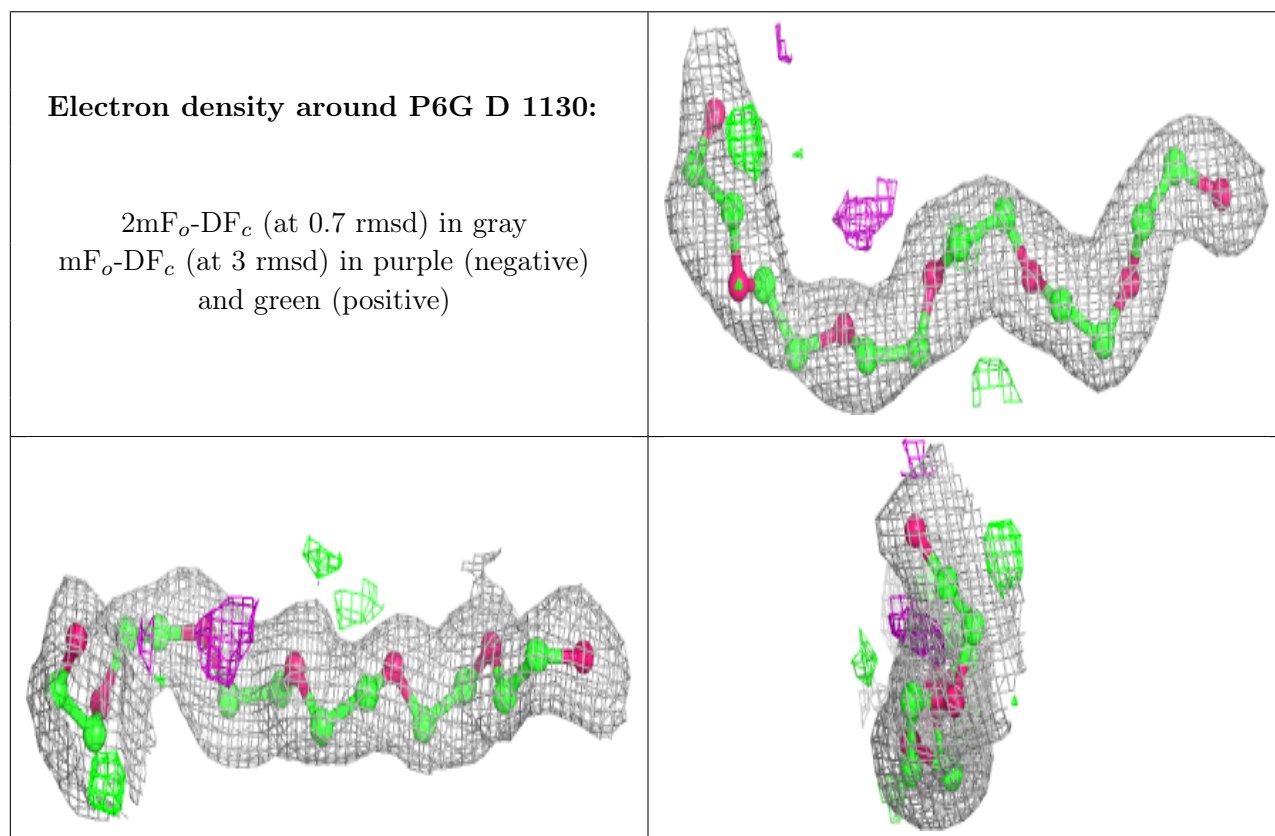 Electron density around P6G D 1130:
2mFo-DFc (at 0.7 rmsd) in gray
mFo-DFc (at 3 rmsd) in purple (negative)
and green (positive)